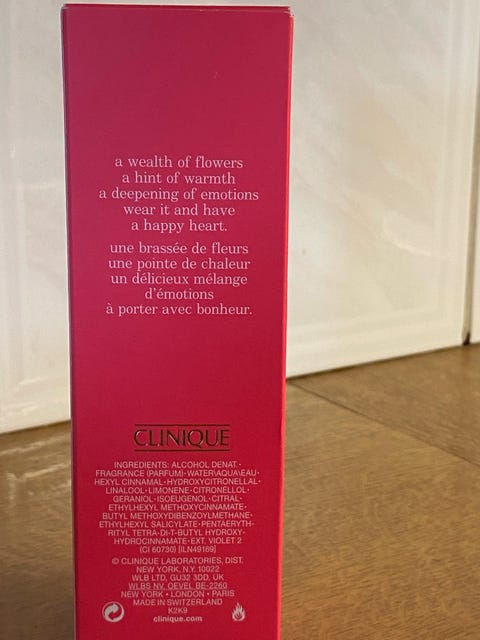 a wealth of flowers
a hint of warmth
a deepening of emotions
wear it and have
a happy heart.
une brassée de fleurs
une pointe de chaleur
un délicieux mélange
d'émotions
à porter avec bonheur.
CLINIQUE
INGREDIENTS: ALCOHOL DENAT.•
FRAGRANCE (PARFUM)•WATER\AQUA\EAU•
HEXYL CINNAMAL•HYDROXYCITRONELLAL•
LINALOOL•LIMONENE•CITRONELLOL•
GERANIOL•ISOEUGENOL•CITRAL•
ETHYLHEXYL METHOXYCINNAMATE•
BUTYL METHOXYDIBENZOYLMETHANE•
ETHYLHEXYL SALICYLATE•PENTAERYTH-
RITYL TETRA-DI-T-BUTYL HYDROXY-
HYDROCINNAMATE•EXT. VIOLET 2
(CI 60730) [ILN49169]
© CLINIQUE LABORATORIES, DIST.
NEW YORK, N.Y. 10022
WLB LTD, GU32 3DD, UK
WLBS NV. OEVEL BE-2260
NEW YORK • LONDON • PARIS
MADE IN SWITZERLAND
K2K9
clinique.com